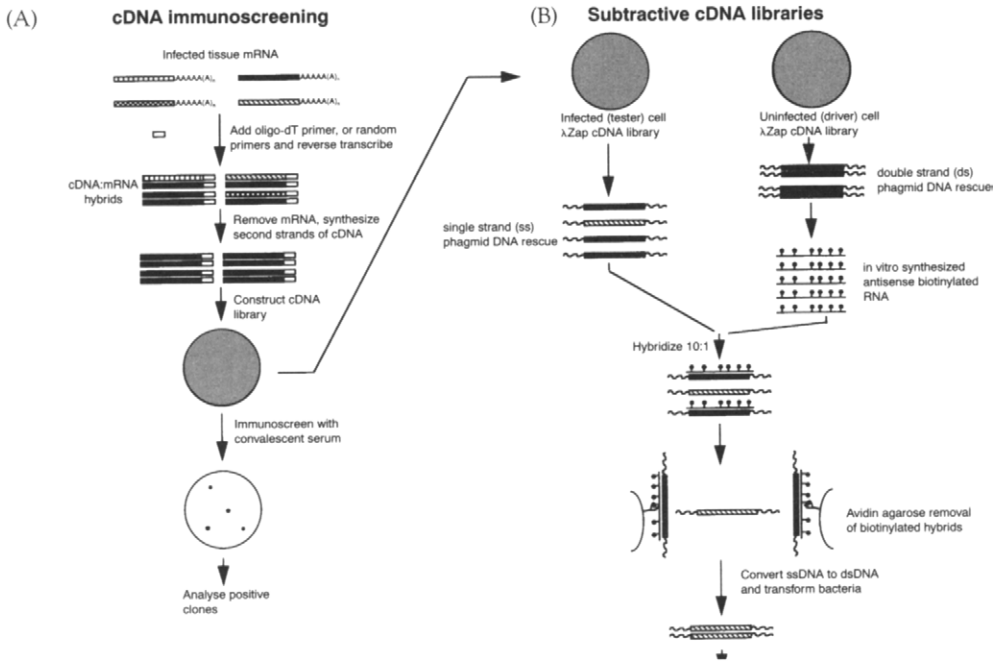 (A)
cDNA immunoscreening
Infected tissue mRNA
AAAAA(A)n
AAAAA(A)n
AAAAA(A)n
AAAAA(A)n
Add oligo-dT primer, or random
primers and reverse transcribe
cDNA:mRNA
hybrids
Remove mRNA, synthesize
second strands of cDNA
Construct cDNA
library
Immunoscreen with
convalescent serum
Analyse positive
clones
(B)
Subtractive cDNA libraries
Infected (tester) cell
λZap cDNA library
Uninfected (driver) cell
λZap cDNA library
double strand (ds)
phagmid DNA rescue
single strand (ss)
phagmid DNA rescue
in vitro synthesized
antisense biotinylated
RNA
Hybridize 10:1
Avidin agarose removal
of biotinylated hybrids
Convert ssDNA to dsDNA
and transform bacteria